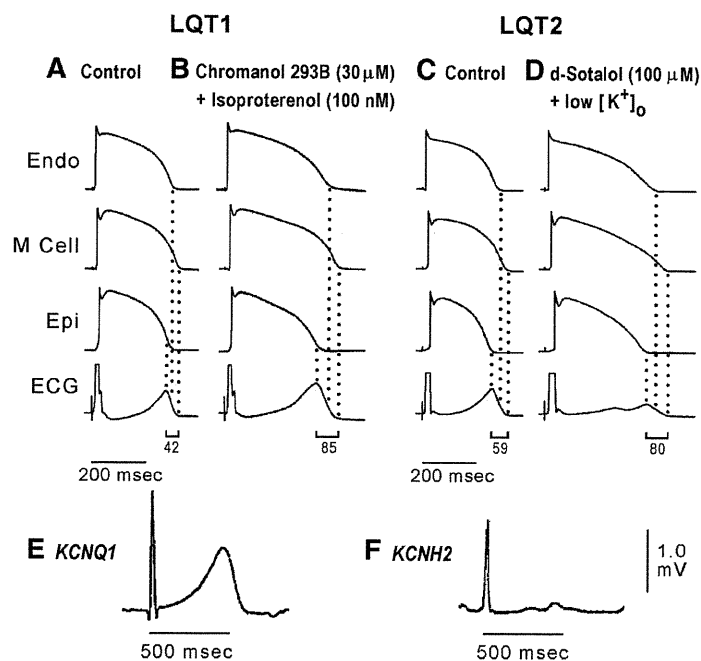 LQT1 LQT2
A Control B Chromanol 293B (30 µM) C Control D d-Sotalol (100 µM)
+ Isoproterenol (100 nM) + low [K+]o
Endo
M Cell
Epi
ECG
42 85 59 80
200 msec 200 msec
E KCNQ1 F KCNH2 1.0
mV
500 msec 500 msec